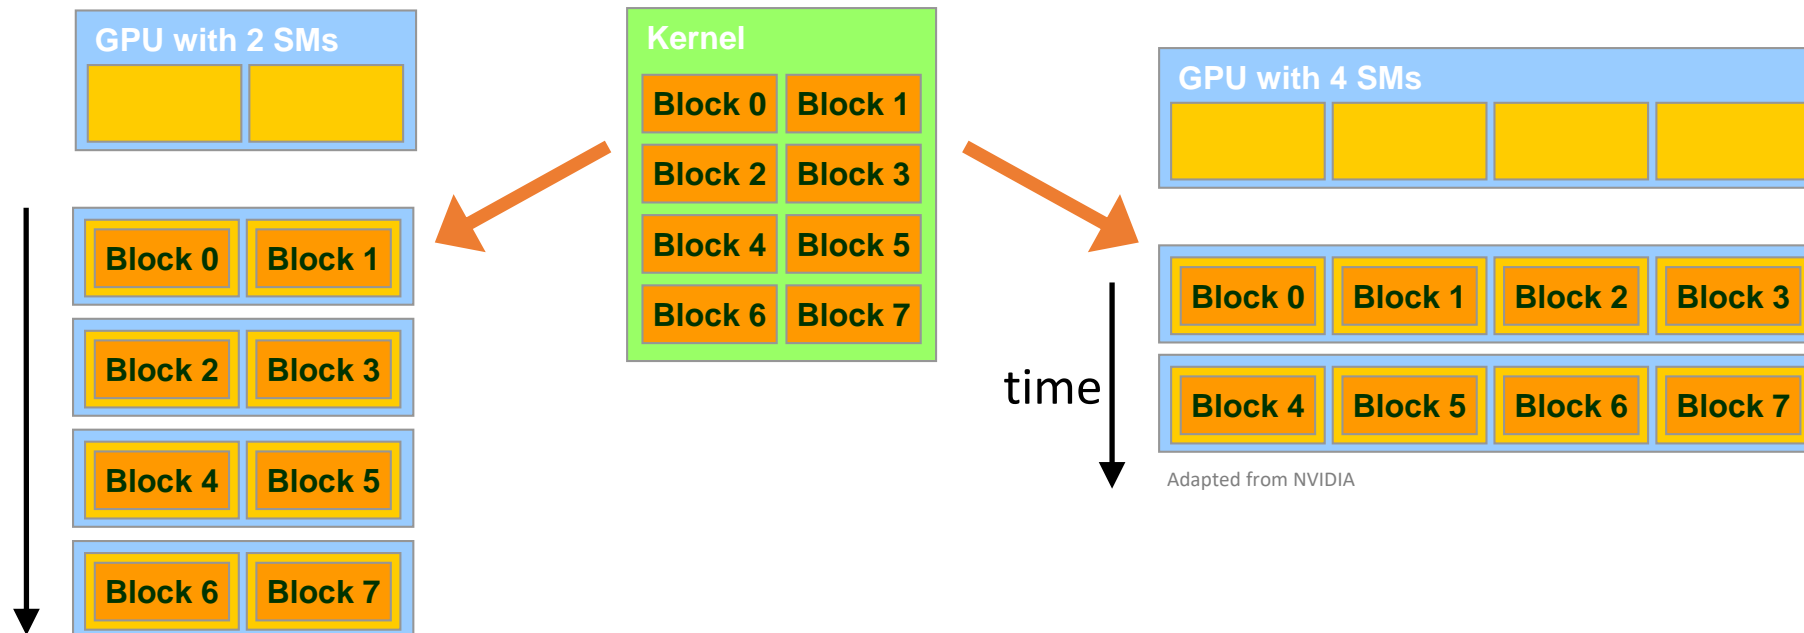 GPU with 2 SMs
Block 0 Block 1
Block 2 Block 3
Block 4 Block 5
Block 6 Block 7
Kernel
Block 0 Block 1
Block 2 Block 3
Block 4 Block 5
Block 6 Block 7
GPU with 4 SMs
time
Block 0 Block 1 Block 2 Block 3
Block 4 Block 5 Block 6 Block 7
Adapted from NVIDIA